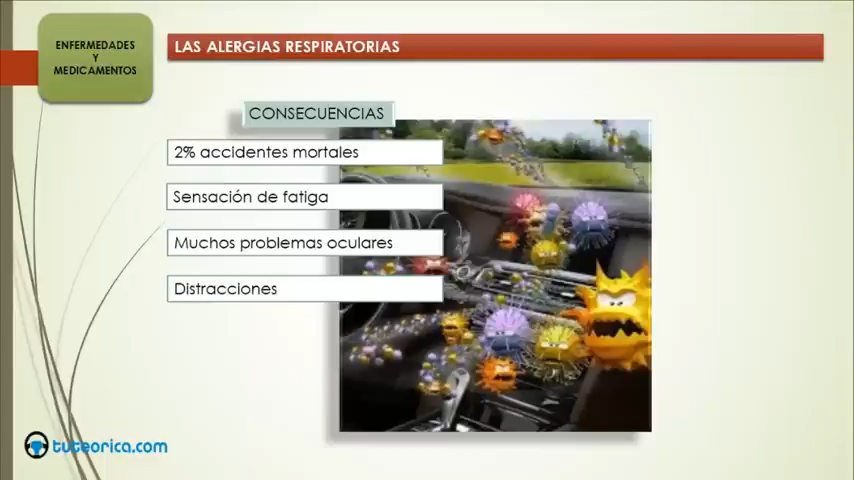 ENFERMEDADES
Y
MEDICAMENTOS
LAS ALERGIAS RESPIRATORIAS
CONSECUENCIAS
2% accidentes mortales
Sensación de fatiga
Muchos problemas oculares
Distracciones
tuteorica.com